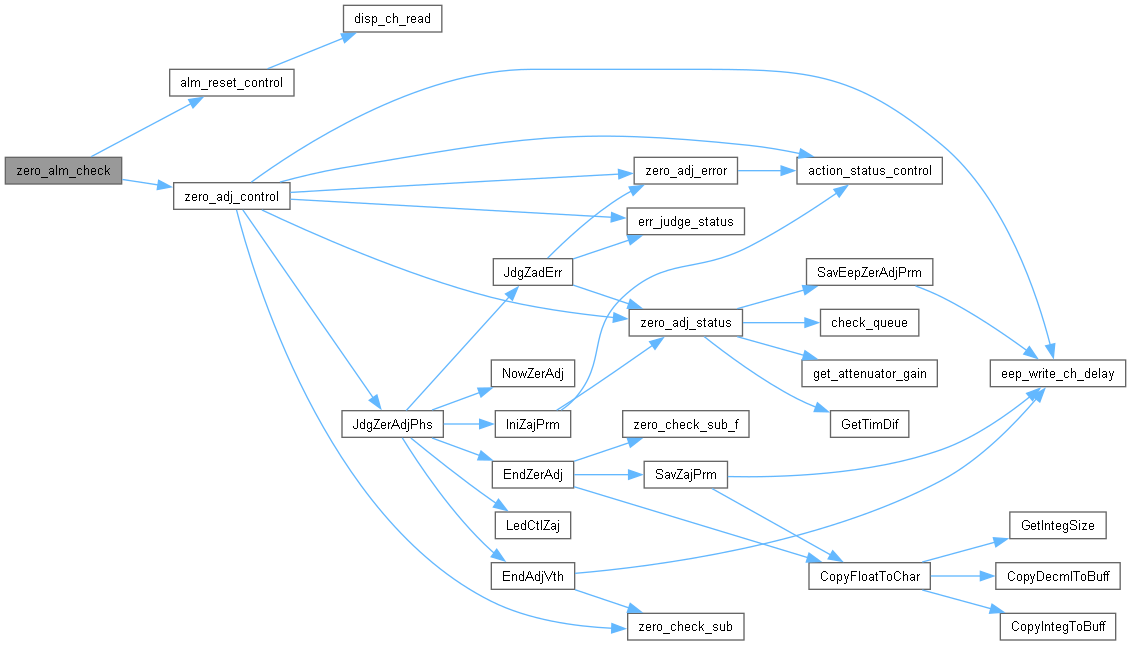 disp_ch_read
alm_reset_control
zero_alm_check
zero_adj_control
zero_adj_error
action_status_control
err_judge_status
JdgZadErr
SavEepZerAdjPrm
zero_adj_status
check_queue
NowZerAdj
get_attenuator_gain
eep_write_ch_delay
JdgZerAdjPhs
IniZajPrm
zero_check_sub_f
GetTimDif
EndZerAdj
SavZajPrm
LedCtlZaj
GetIntegSize
EndAdjVth
CopyFloatToChar
CopyDecmlToBuff
zero_check_sub
CopyIntegToBuff